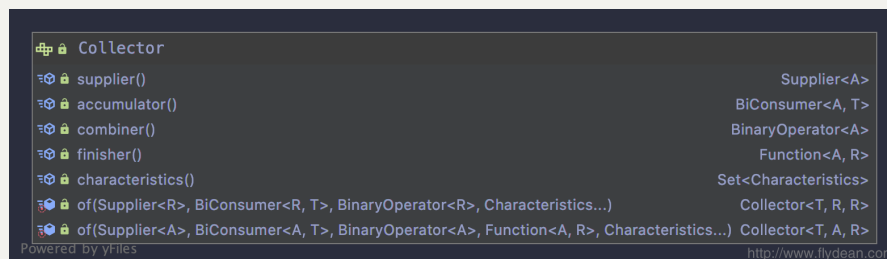 Collector
supplier() Supplier<A>
accumulator() BiConsumer<A, T>
combiner() BinaryOperator<A>
finisher() Function<A, R>
characteristics() Set<Characteristics>
of(Supplier<R>, BiConsumer<R, T>, BinaryOperator<R>, Characteristics...) Collector<T, R, R>
of(Supplier<A>, BiConsumer<A, T>, BinaryOperator<A>, Function<A, R>, Characteristics...) Collector<T, A, R>
Powered by yFiles
http://www.flydean.com